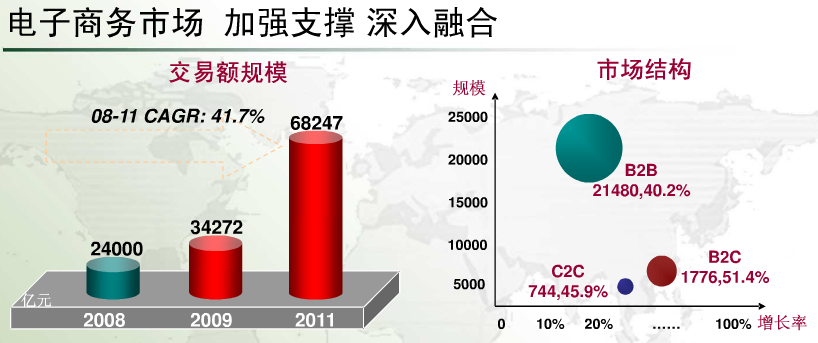 电子商务市场 加强支撑 深入融合
交易额规模
08-11 CAGR: 41.7%
68247
34272
24000
亿元
2008 2009 2011
市场结构
规模
25000
20000
15000
10000
5000
B2B
21480,40.2%
B2C
1776,51.4%
C2C
744,45.9%
0 10% 20% …… 100% 增长率